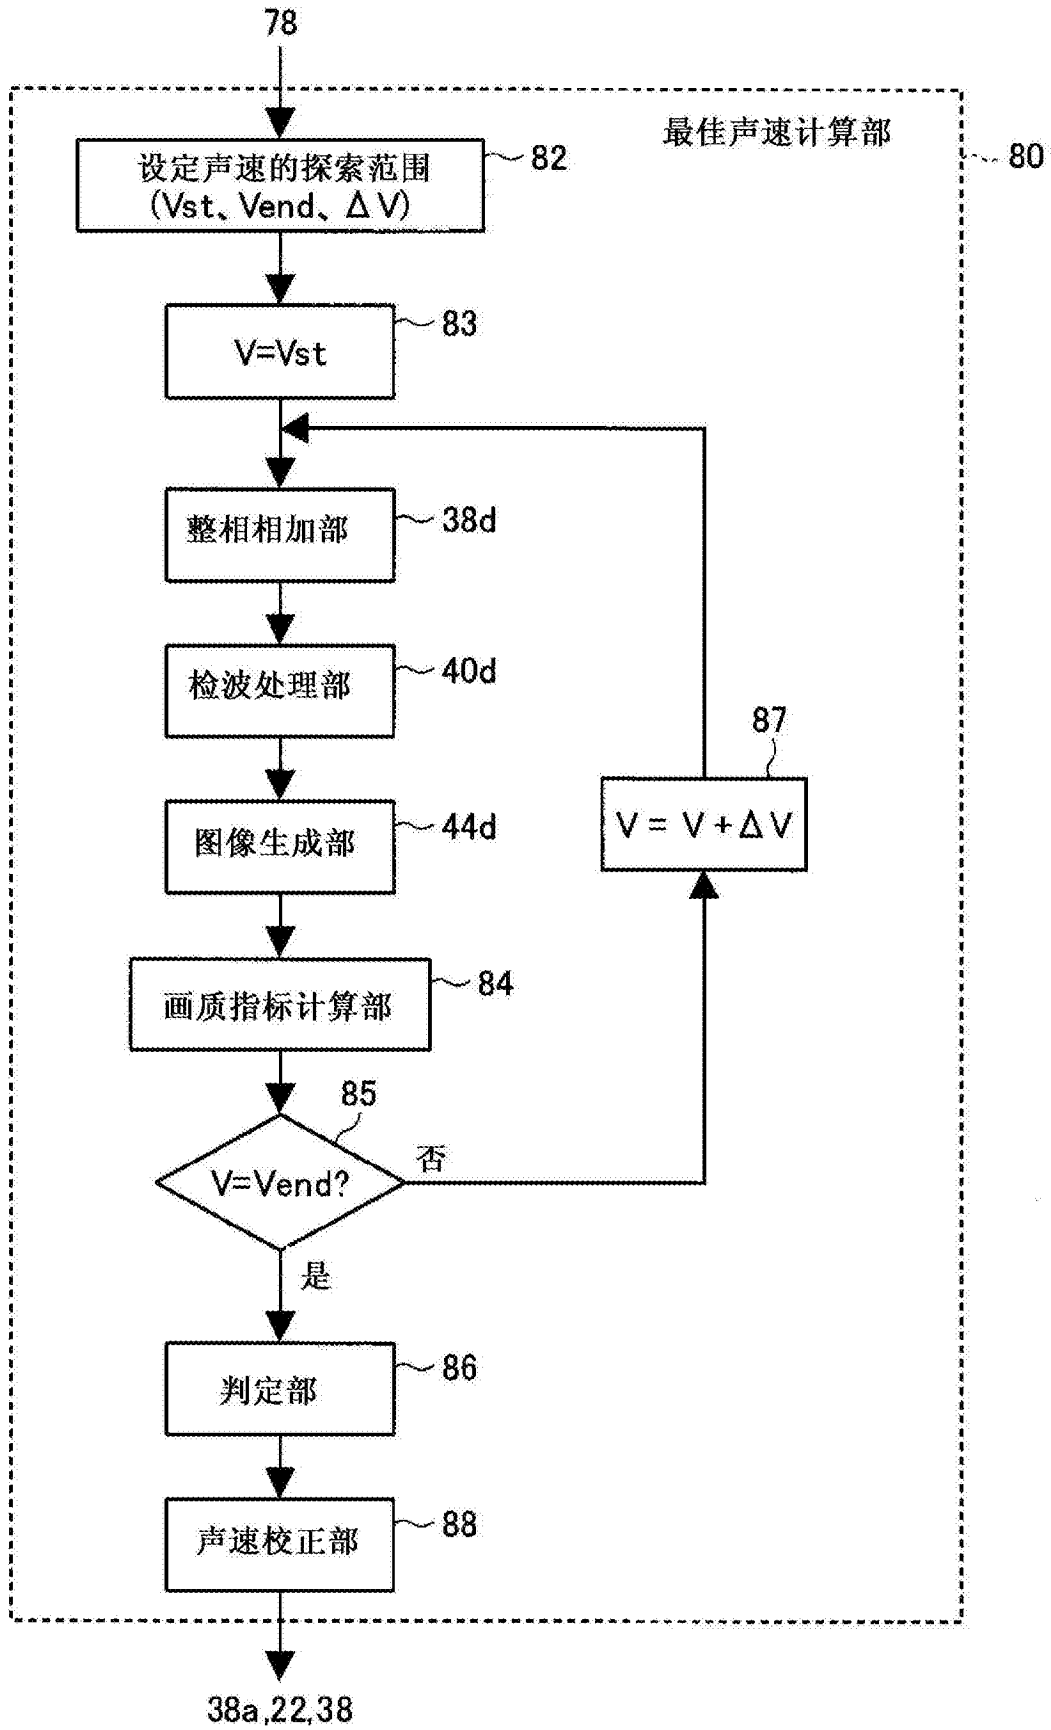 78
最佳声速计算部
80
设定声速的探索范围
(Vst、Vend、ΔV)
82
V=Vst
83
整相相加部
38d
检波处理部
40d
87
V = V+ΔV
图像生成部
44d
画质指标计算部
84
85
V=Vend?
否
是
判定部
86
声速校正部
88
38a,22,38